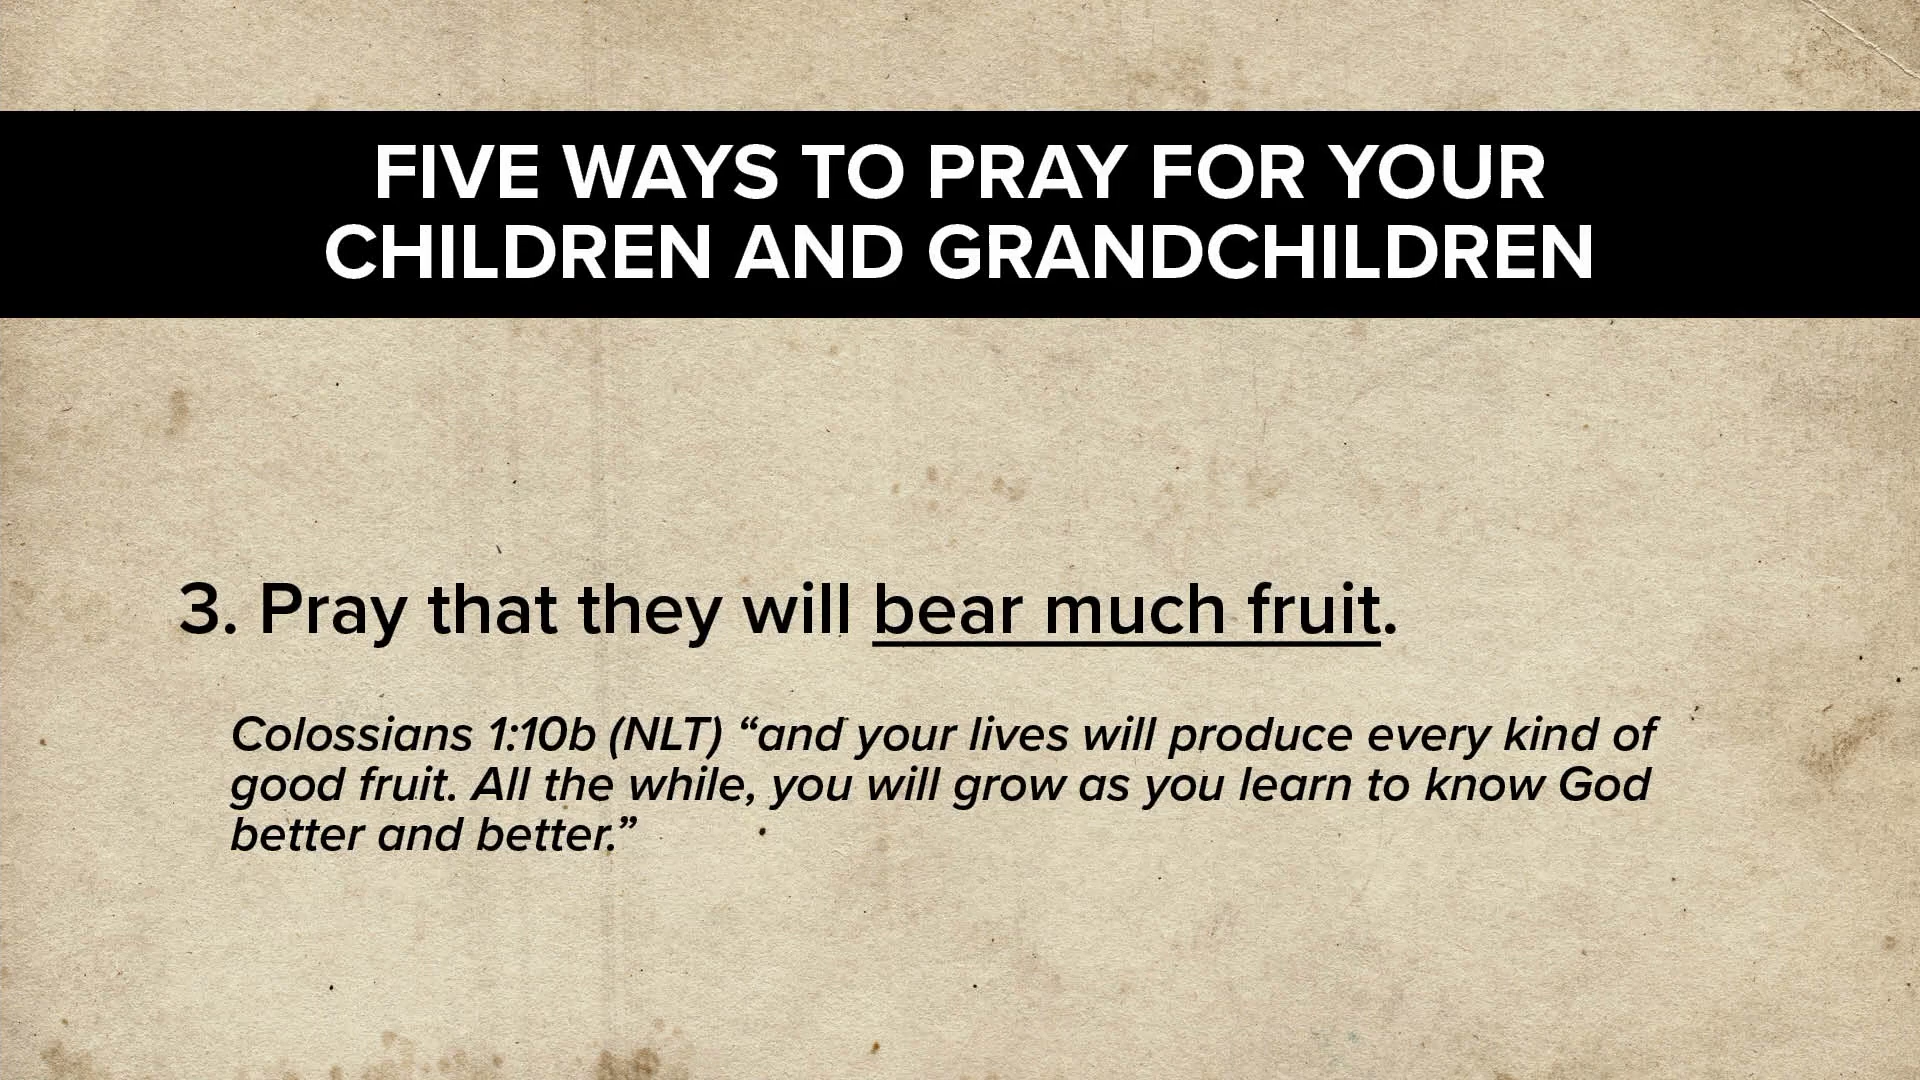 FIVE WAYS TO PRAY FOR YOUR
CHILDREN AND GRANDCHILDREN
3. Pray that they will bear much fruit.
Colossians 1:10b (NLT) “and your lives will produce every kind of
good fruit. All the while, you will grow as you learn to know God
better and better.”